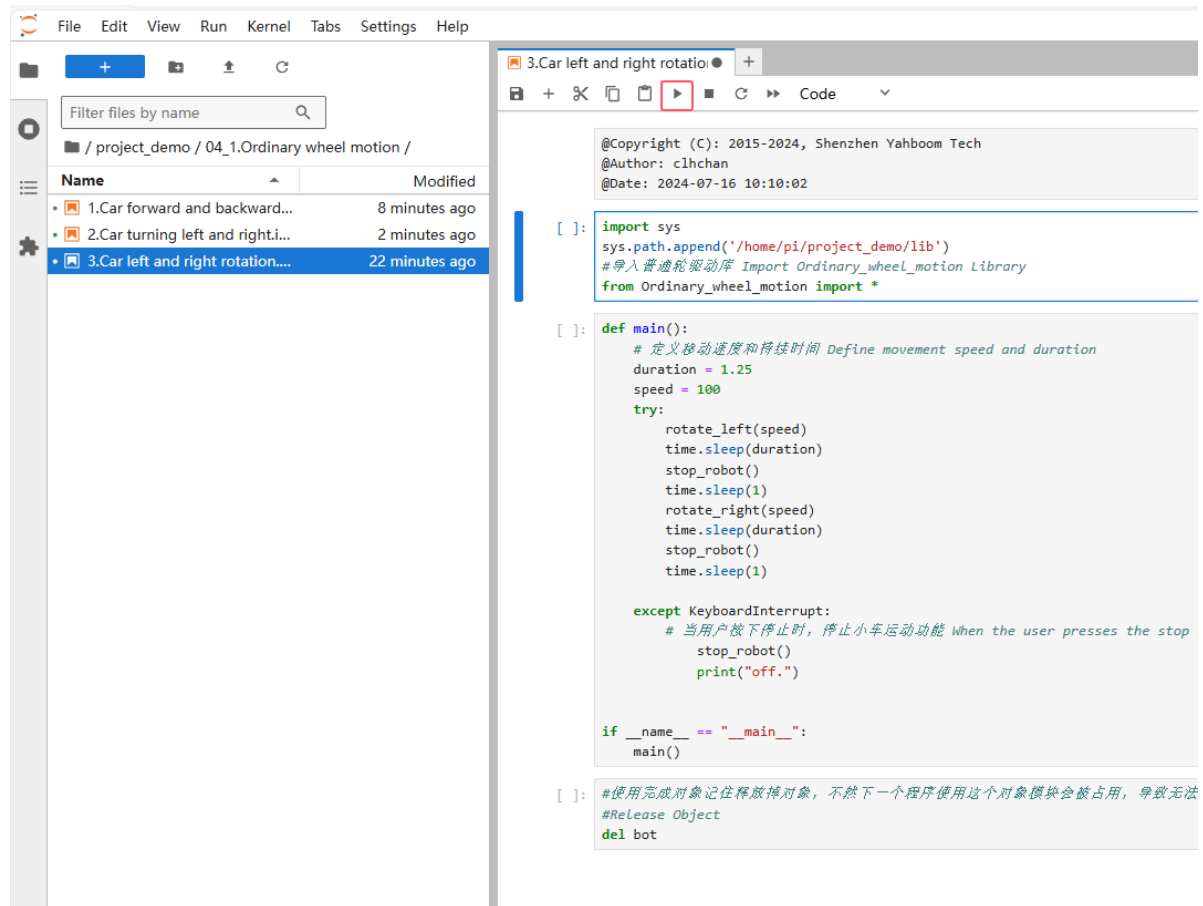 File Edit View Run Kernel Tabs Settings Help
+
3.Car left and right rotatio
+
Code
Filter files by name
/ project_demo / 04_1.Ordinary wheel motion /
Name Modified
1.Car forward and backward... 8 minutes ago
2.Car turning left and right.i... 2 minutes ago
3.Car left and right rotation.... 22 minutes ago
@Copyright (C): 2015-2024, Shenzhen Yahboom Tech
@Author: clhchan
@Date: 2024-07-16 10:10:02
[ ]:
import sys
sys.path.append('/home/pi/project_demo/lib')
#导入普通轮驱动库 Import Ordinary_wheel_motion Library
from Ordinary_wheel_motion import *
[ ]:
def main():
    # 定义移动速度和持续时间 Define movement speed and duration
    duration = 1.25
    speed = 100
    try:
        rotate_left(speed)
        time.sleep(duration)
        stop_robot()
        time.sleep(1)
        rotate_right(speed)
        time.sleep(duration)
        stop_robot()
        time.sleep(1)
    except KeyboardInterrupt:
        # 当用户按下停止时，停止小车运动功能 When the user presses the stop
            stop_robot()
            print("off.")
if __name__ == "__main__":
    main()
[ ]:
#使用完成对象记住释放掉对象，不然下一个程序使用这个对象模块会被占用，导致无法
#Release Object
del bot